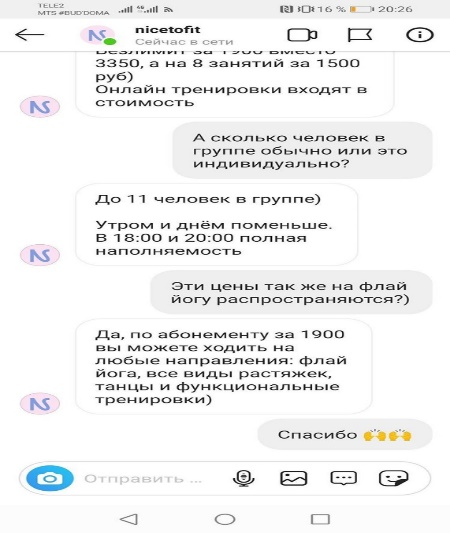 TELE2
MTS #BUD'DOMA
16 %
20:26
nicetofit
Сейчас в сети
Безлимит за 1900 вместо
3350, а на 8 занятий за 1500
руб)
Онлайн тренировки входят в
стоимость
А сколько человек в
группе обычно или это
индивидуально?
До 11 человек в группе)
Утром и днём поменьше.
В 18:00 и 20:00 полная
наполняемость
Эти цены так же на флай
йогу распространяются?)
Да, по абонементу за 1900
вы можете ходить на
любые направления: флай
йога, все виды растяжек,
танцы и функциональные
тренировки)
Спасибо 🙌🙌
Отправить ...